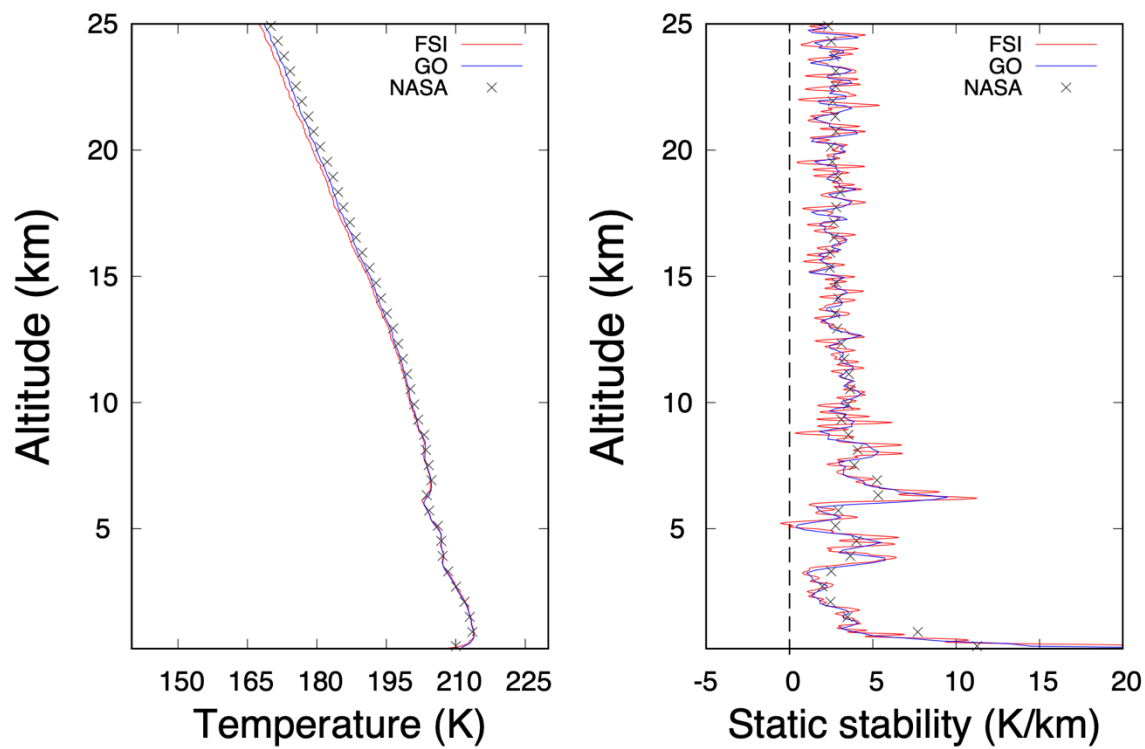 FSI
GO
NASA
25
20
15
10
5
150 165 180 195 210 225
Temperature (K)
Altitude (km)
FSI
GO
NASA
25
20
15
10
5
-5 0 5 10 15 20
Static stability (K/km)
Altitude (km)